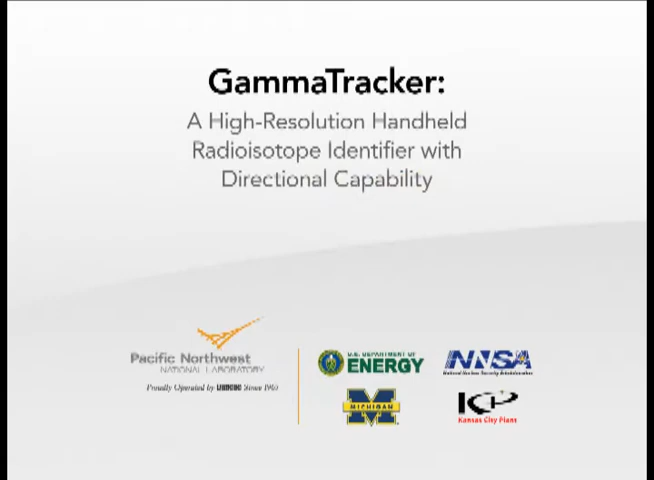 GammaTracker:
A High-Resolution Handheld
Radioisotope Identifier with
Directional Capability
Pacific Northwest
NATIONAL LABORATORY
Proudly Operated by Battelle Since 1965
U.S. DEPARTMENT OF
ENERGY
NNSA
National Nuclear Security Administration
M
MICHIGAN
KCP
Kansas City Plant